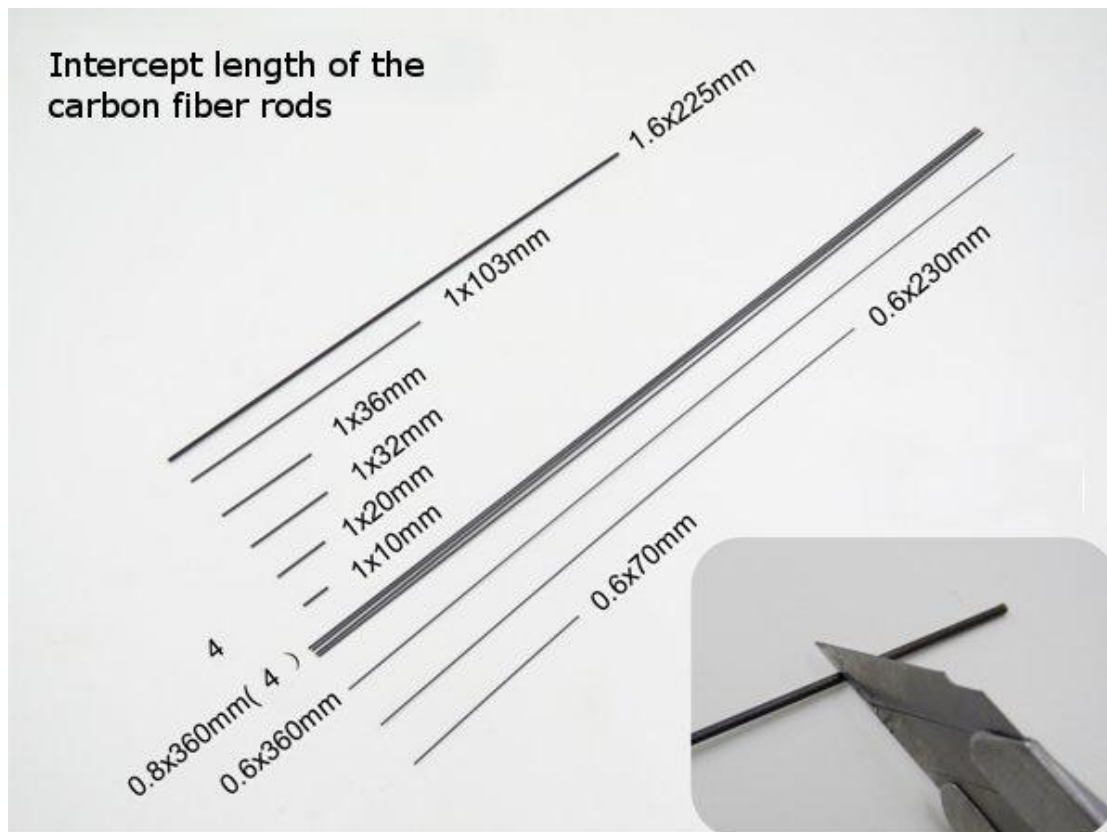 Intercept length of the
carbon fiber rods
1.6x225mm
1x103mm
1x36mm
1x32mm
1x20mm
1x10mm
4
0.8x360mm( 4 )
0.6x360mm
0.6x230mm
0.6x70mm